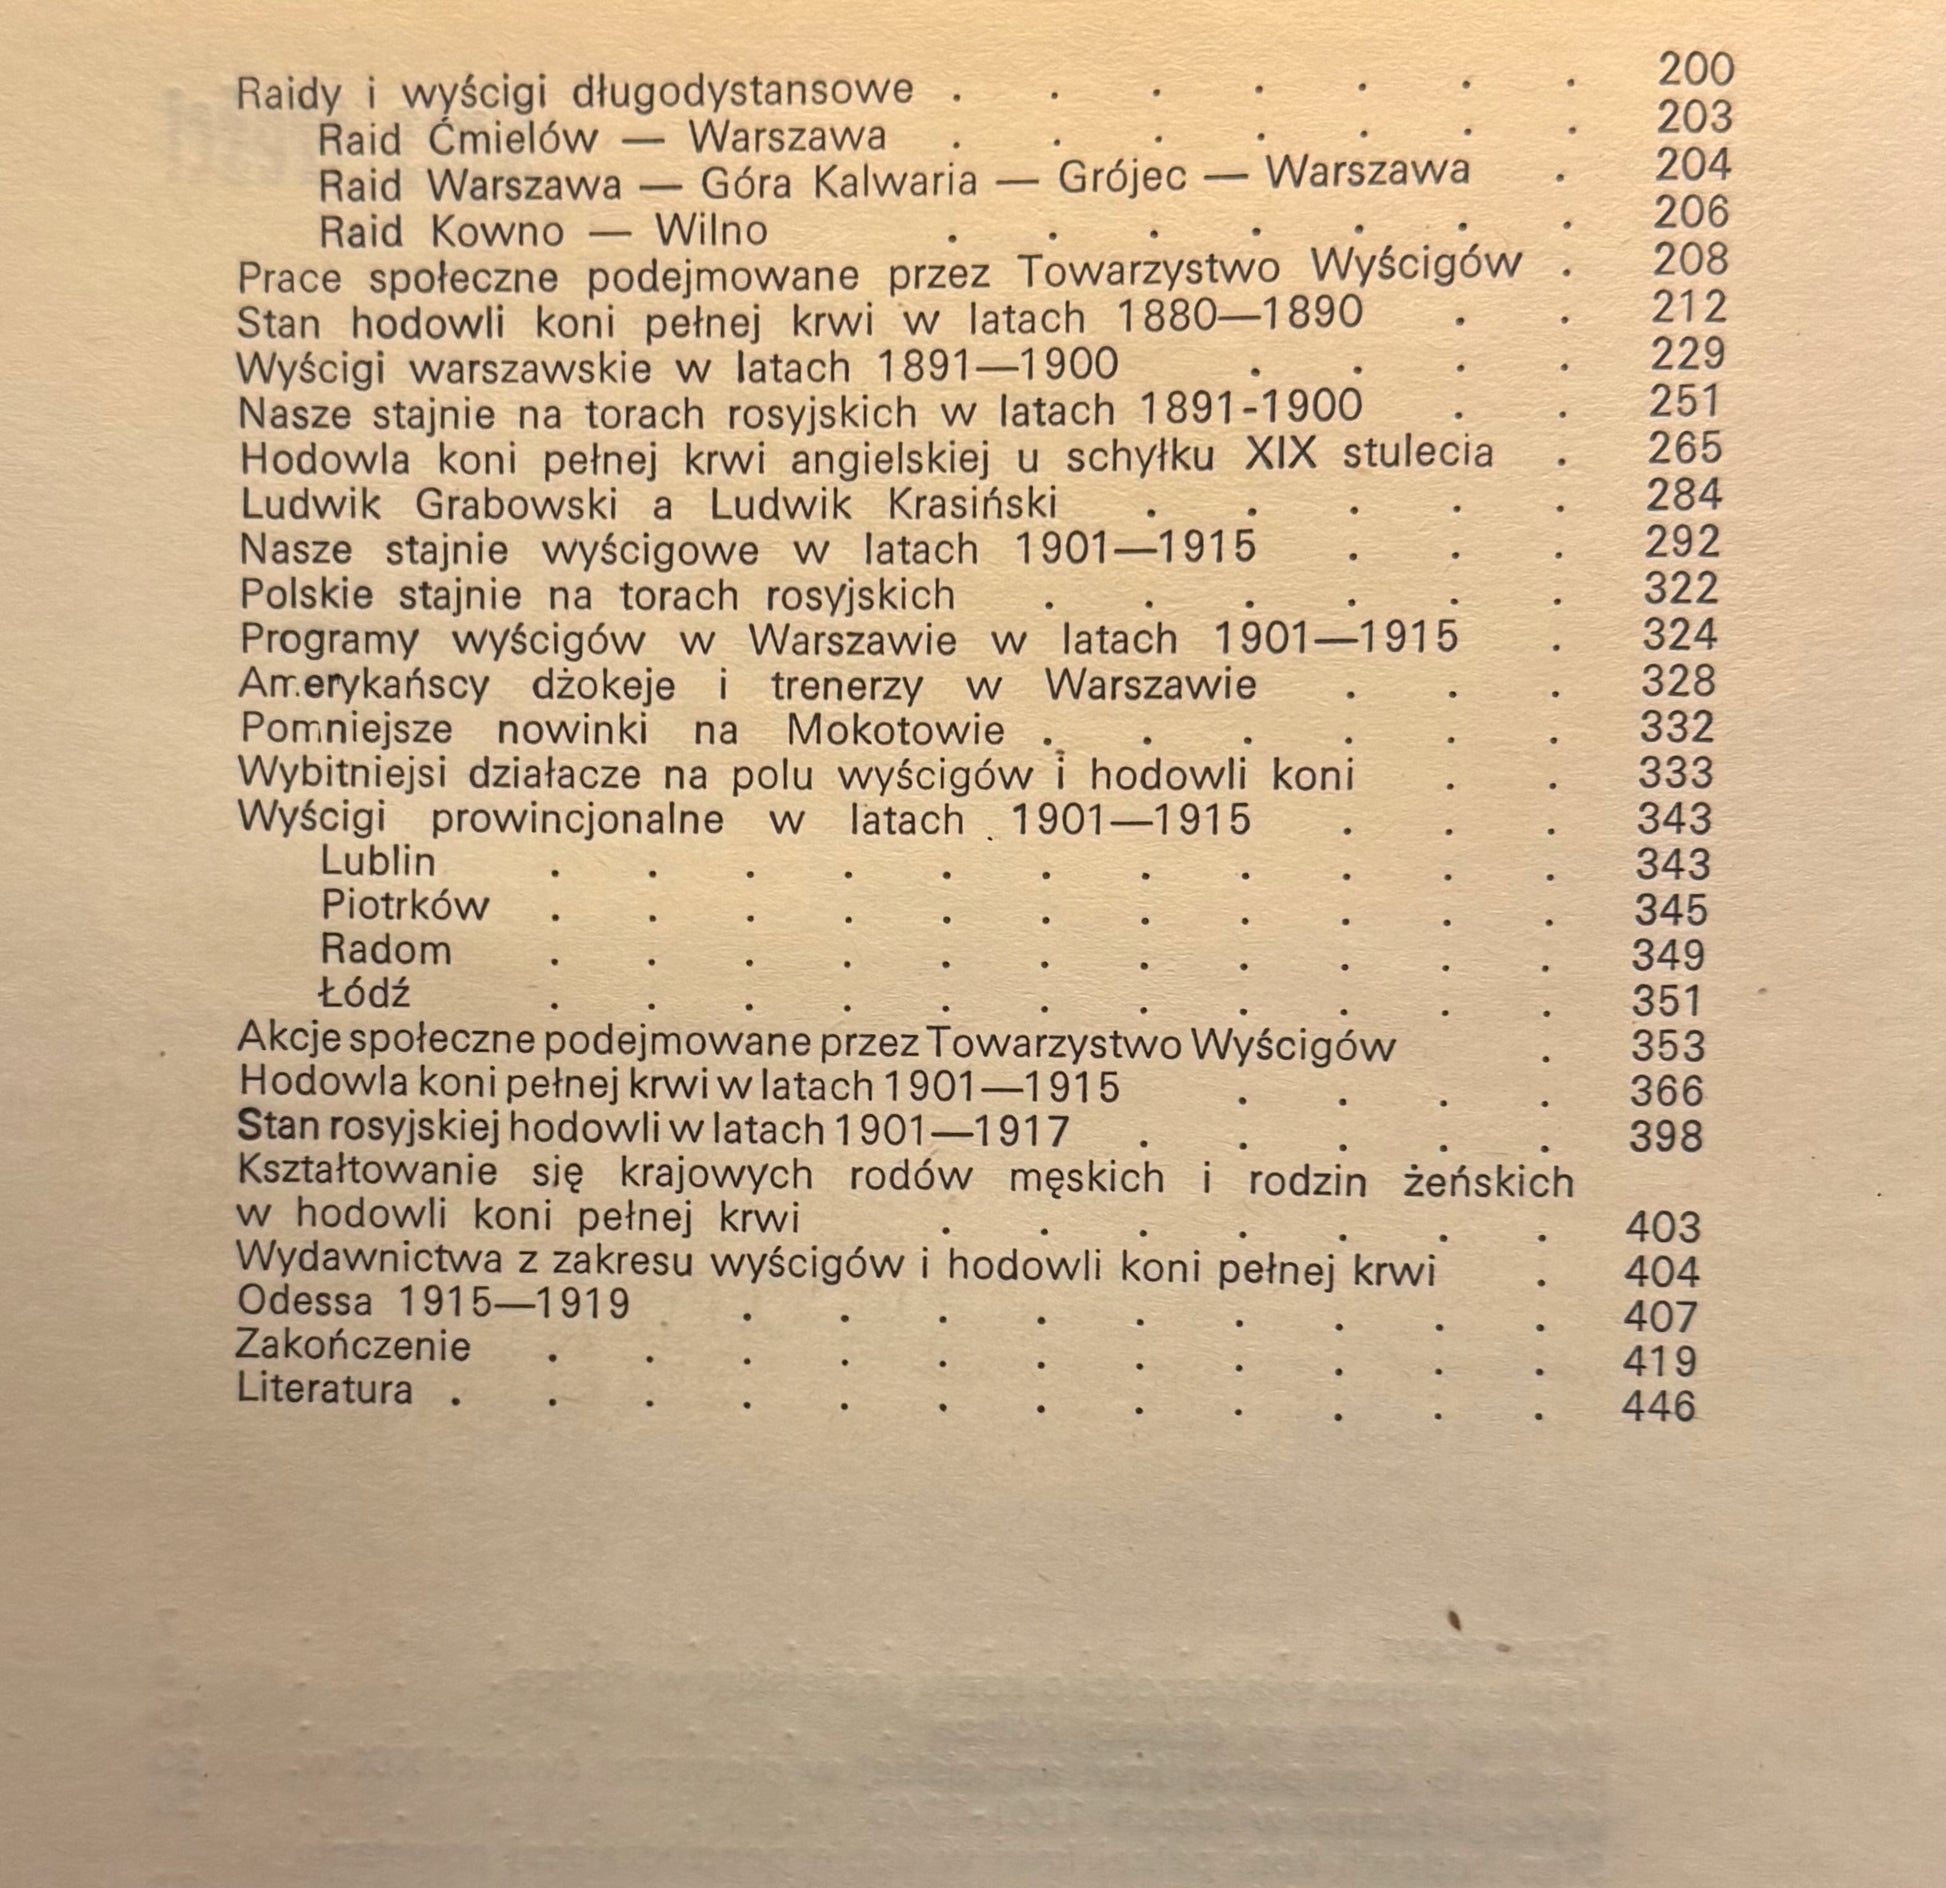 Raidy i wyścigi długodystansowe . . . . . . . 200
Raid Ćmielów — Warszawa . . . . . . . 203
Raid Warszawa — Góra Kalwaria — Grójec — Warszawa . 204
Raid Kowno — Wilno . . . . . . . 206
Prace społeczne podejmowane przez Towarzystwo Wyścigów . 208
Stan hodowli koni pełnej krwi w latach 1880—1890 . . 212
Wyścigi warszawskie w latach 1891—1900 . . . . 229
Nasze stajnie na torach rosyjskich w latach 1891-1900 . . 251
Hodowla koni pełnej krwi angielskiej u schyłku XIX stulecia . 265
Ludwik Grabowski a Ludwik Krasiński . . . . . 284
Nasze stajnie wyścigowe w latach 1901—1915 . . . 292
Polskie stajnie na torach rosyjskich . . . . . . 322
Programy wyścigów w Warszawie w latach 1901—1915 . 324
Amerykańscy dżokeje i trenerzy w Warszawie . . . 328
Pomniejsze nowinki na Mokotowie . . . . . . 332
Wybitniejsi działacze na polu wyścigów i hodowli koni . . 333
Wyścigi prowincjonalne w latach 1901—1915 . . . 343
Lublin . . . . . . . . . . . 343
Piotrków . . . . . . . . . . . 345
Radom . . . . . . . . . . . 349
Łódź . . . . . . . . . . . 351
Akcje społeczne podejmowane przez Towarzystwo Wyścigów . 353
Hodowla koni pełnej krwi w latach 1901—1915 . . . . 366
Stan rosyjskiej hodowli w latach 1901—1917 . . . . . 398
Kształtowanie się krajowych rodów męskich i rodzin żeńskich
w hodowli koni pełnej krwi . . . . . . . 403
Wydawnictwa z zakresu wyścigów i hodowli koni pełnej krwi . 404
Odessa 1915—1919 . . . . . . . . . 407
Zakończenie . . . . . . . . . . . 419
Literatura . . . . . . . . . . . . 446